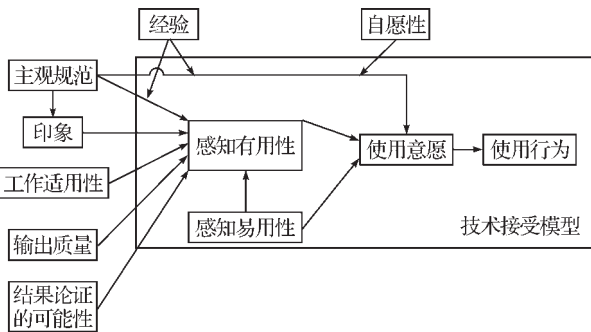 经验
自愿性
主观规范
印象
感知有用性
使用意愿
使用行为
工作适用性
感知易用性
技术接受模型
输出质量
结果论证
的可能性